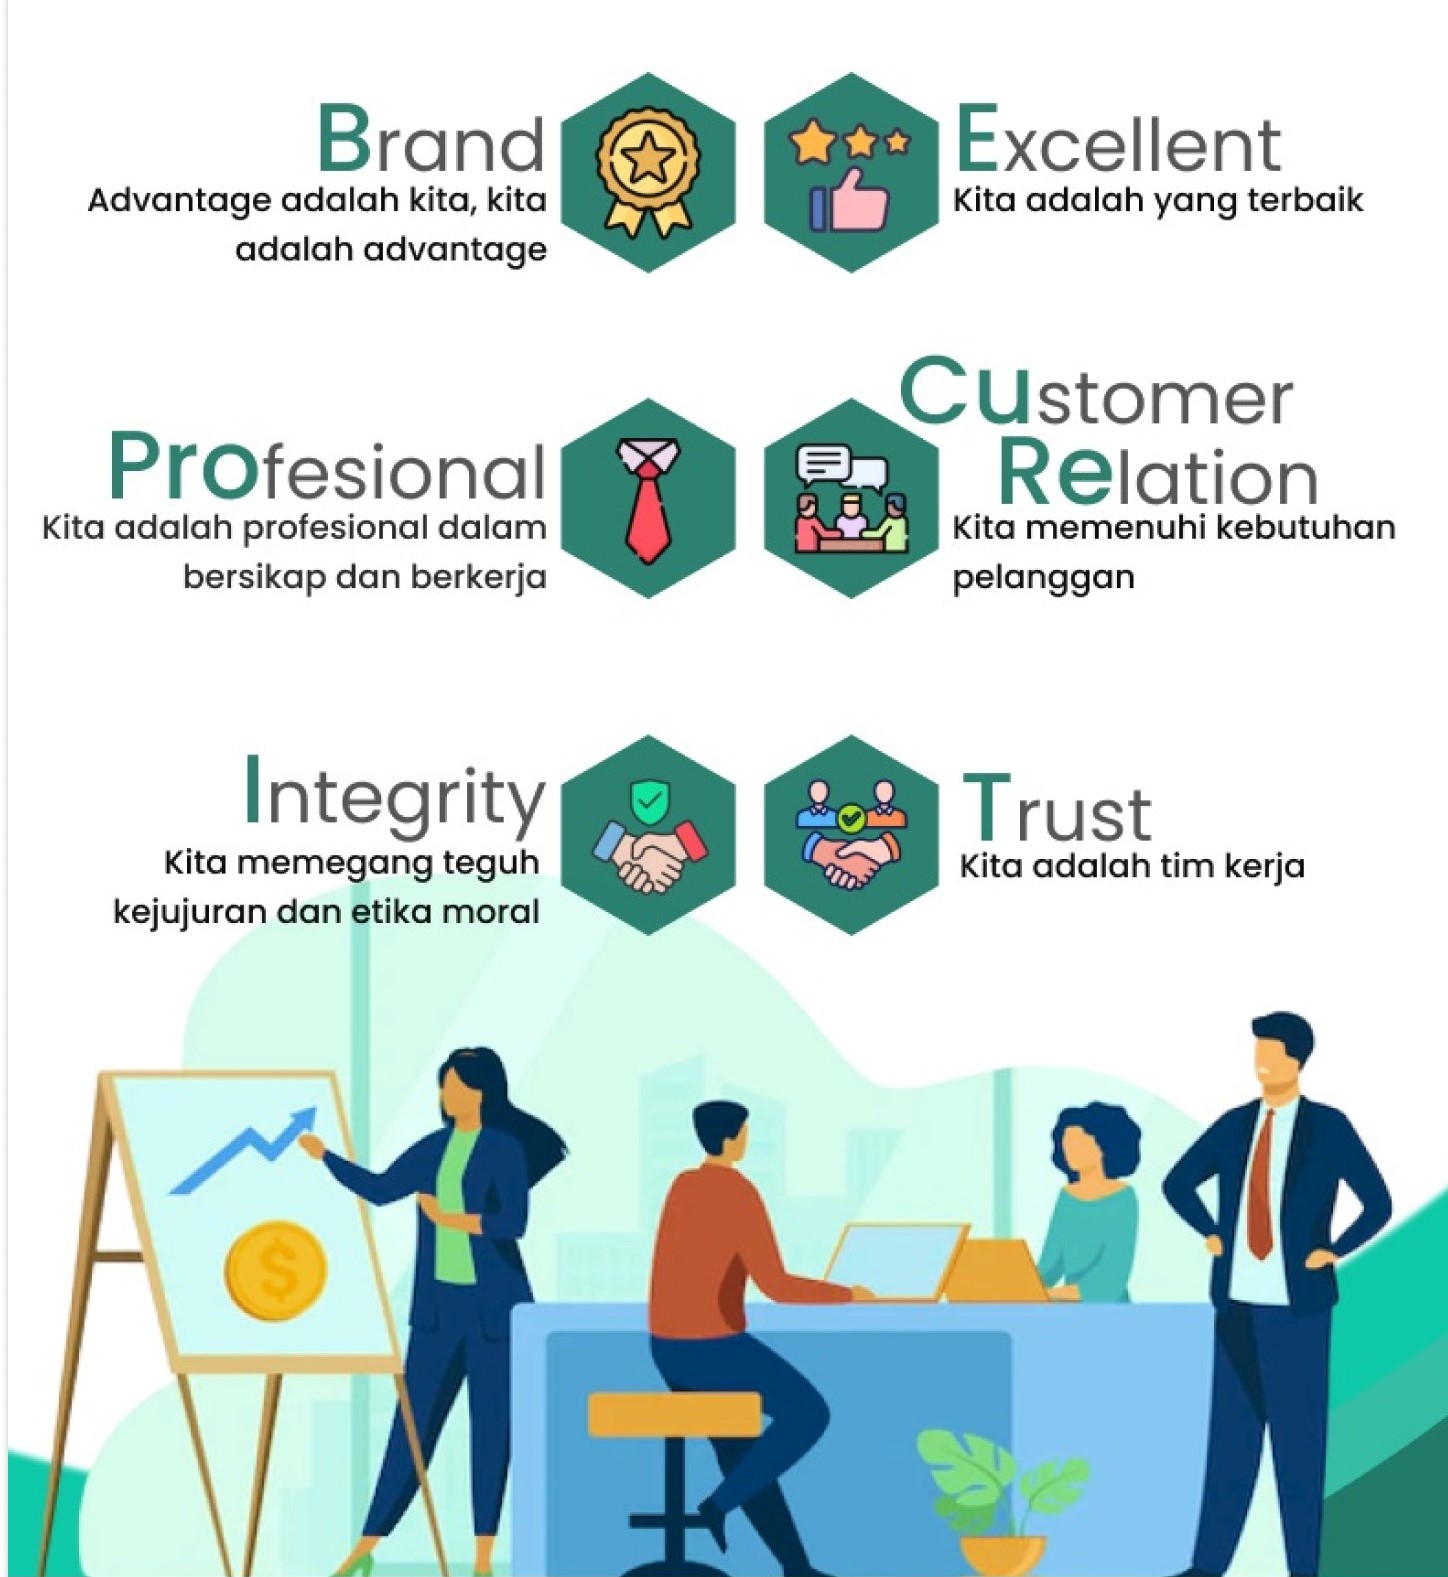 Brand
Advantage adalah kita, kita
adalah advantage
Excellent
Kita adalah yang terbaik
Profesional
Kita adalah profesional dalam
bersikap dan berkerja
Customer
Relation
Kita memenuhi kebutuhan
pelanggan
Integrity
Kita memegang teguh
kejujuran dan etika moral
Trust
Kita adalah tim kerja
$